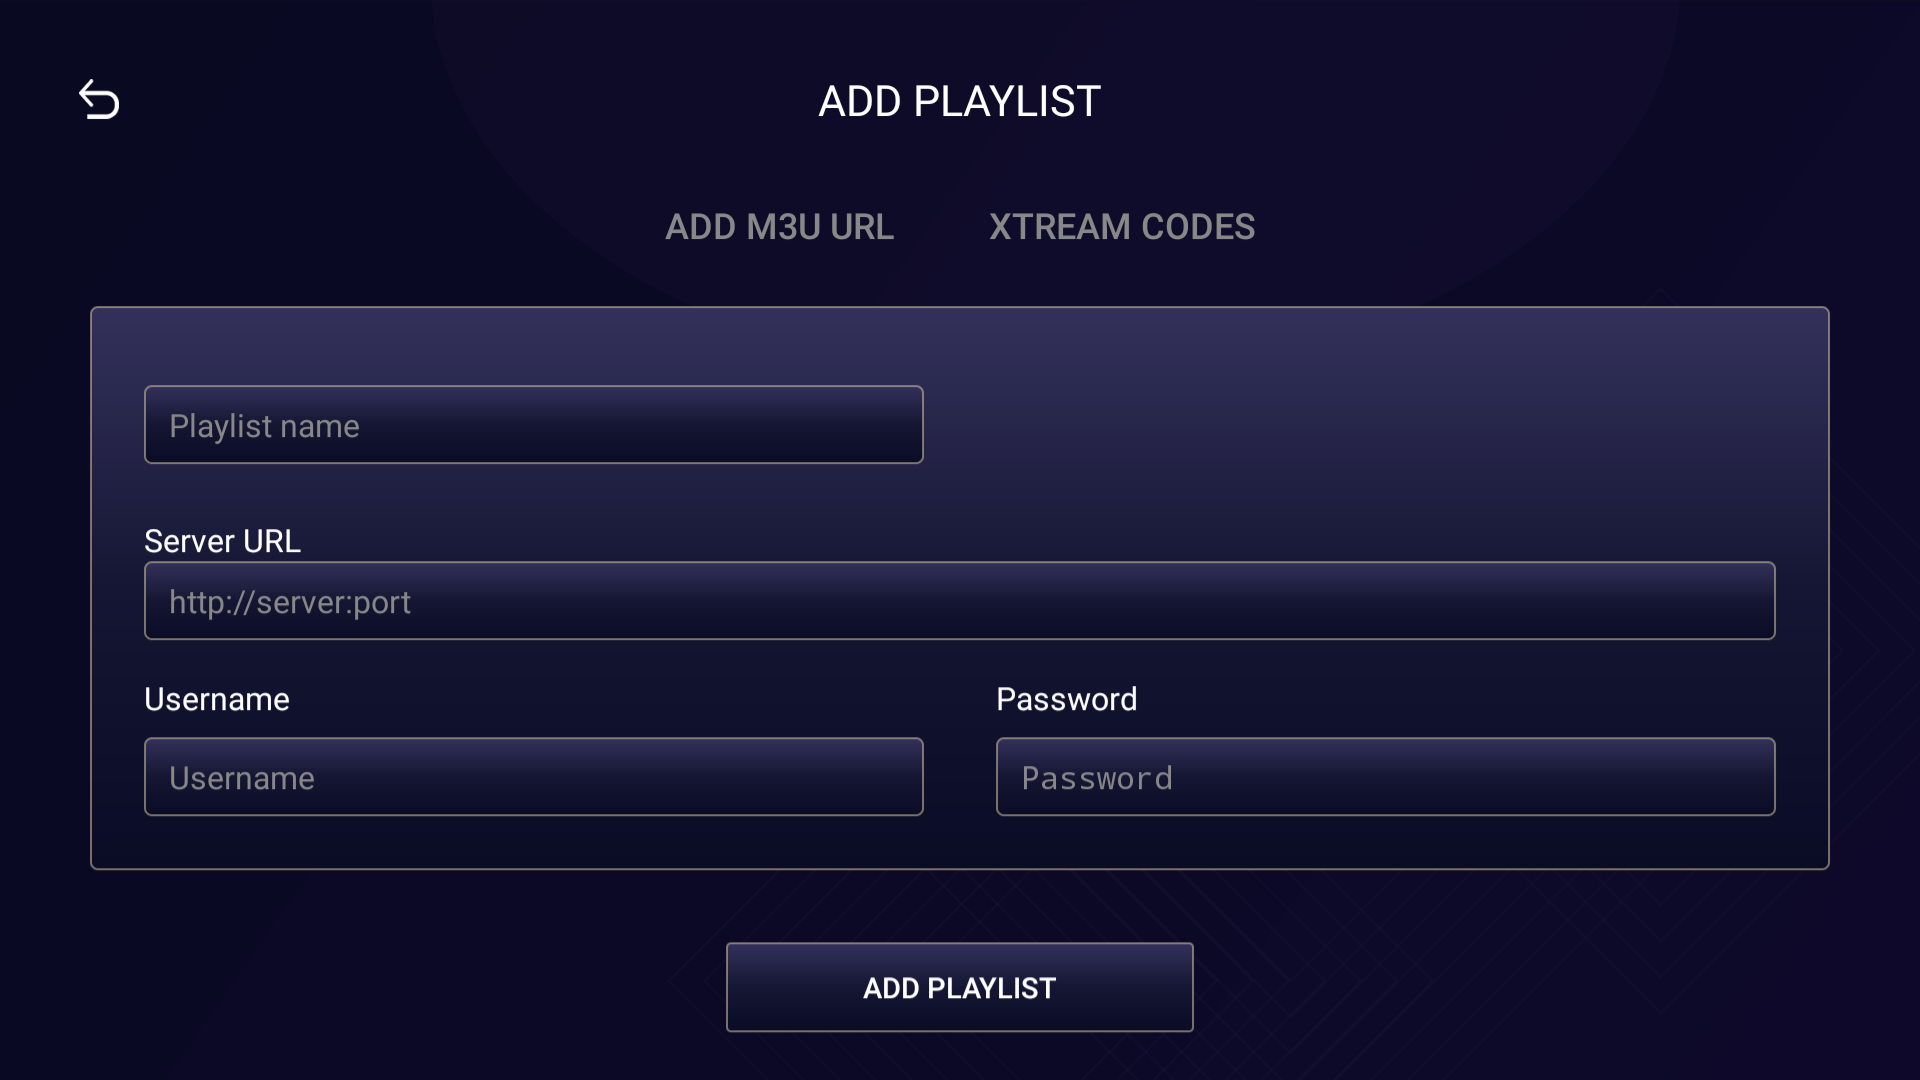 ADD PLAYLIST
ADD M3U URL
XTREAM CODES
Playlist name
Server URL
http://server:port
Username
Password
Username
Password
ADD PLAYLIST